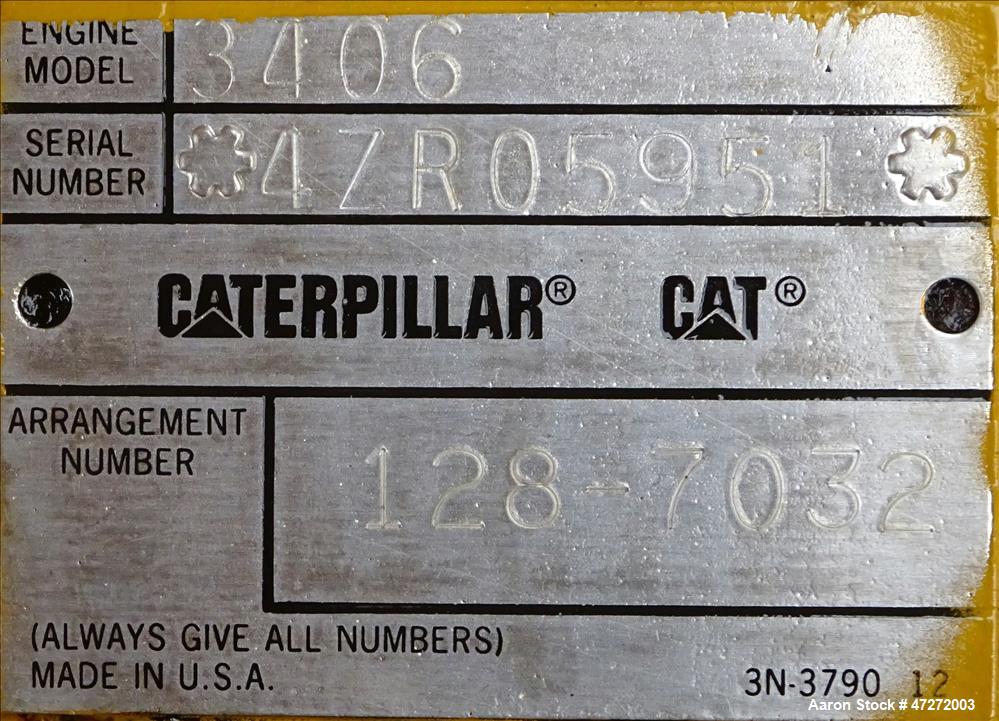 ENGINE MODEL 3406
SERIAL NUMBER *4ZR05951*
CATERPILLAR® CAT®
ARRANGEMENT NUMBER 128-7032
(ALWAYS GIVE ALL NUMBERS)
MADE IN U.S.A.
3N-3790 12
Aaron Stock # 47272003